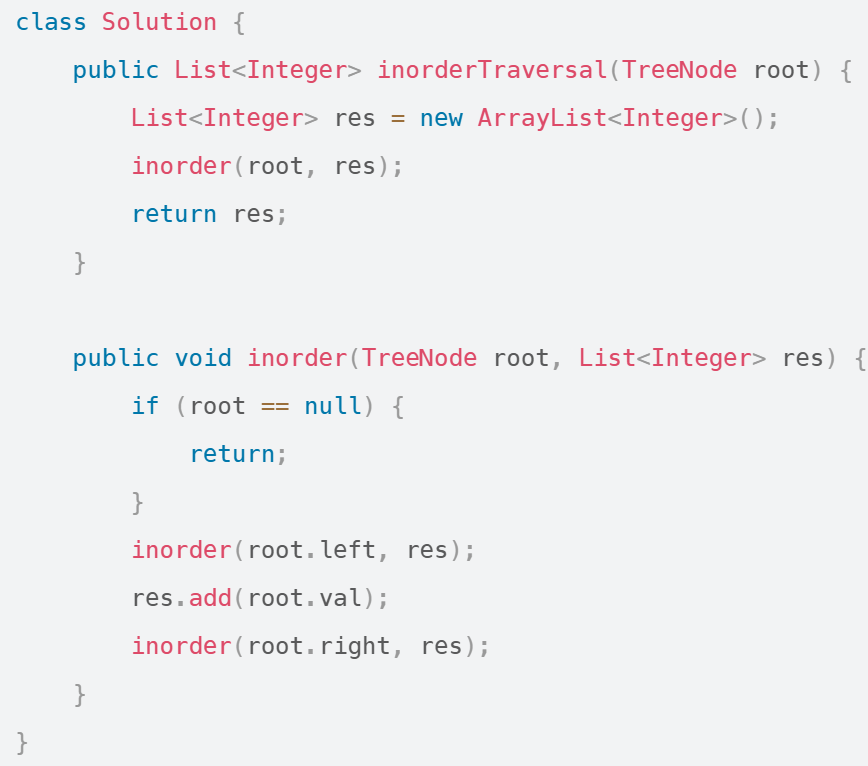 class Solution {
    public List<Integer> inorderTraversal(TreeNode root) {
        List<Integer> res = new ArrayList<Integer>();
        inorder(root, res);
        return res;
    }

    public void inorder(TreeNode root, List<Integer> res) {
        if (root == null) {
            return;
        }
        inorder(root.left, res);
        res.add(root.val);
        inorder(root.right, res);
    }
}